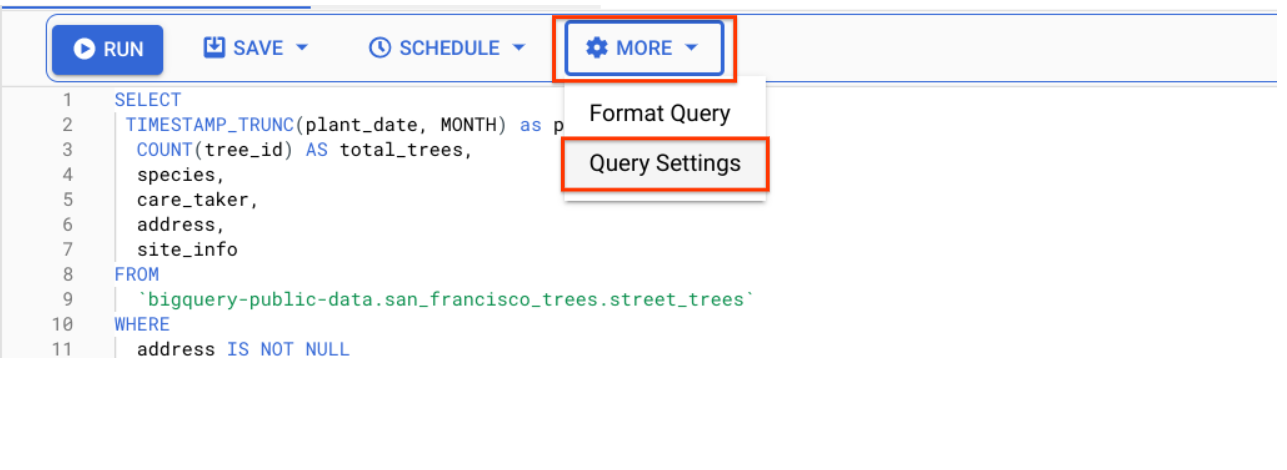 RUN SAVE SCHEDULE MORE
Format Query
Query Settings
1 SELECT
2 TIMESTAMP_TRUNC(plant_date, MONTH) as p
3 COUNT(tree_id) AS total_trees,
4 species,
5 care_taker,
6 address,
7 site_info
8 FROM
9 `bigquery-public-data.san_francisco_trees.street_trees`
10 WHERE
11 address IS NOT NULL